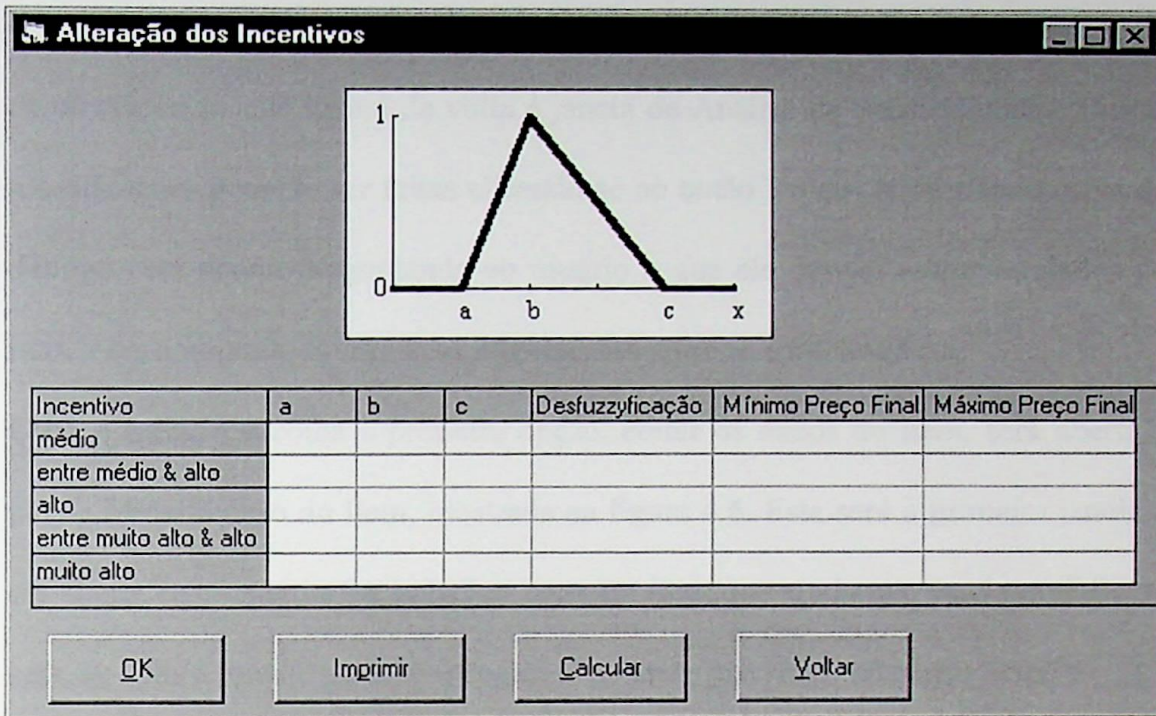 Alteração dos Incentivos
1
0
a b c x
Incentivo a b c Desfuzzyficação Mínimo Preço Final Máximo Preço Final
médio
entre médio & alto
alto
entre muito alto & alto
muito alto
OK Imprimir Calcular Voltar